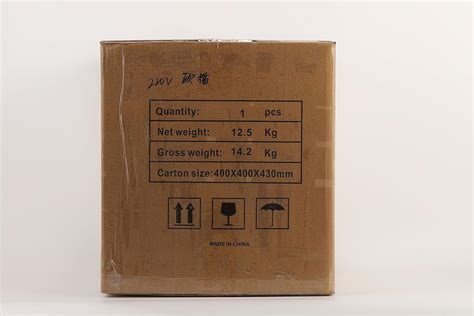 220V 欧插
Quantity: 1 pcs
Net weight: 12.5 Kg
Gross weight: 14.2 Kg
Carton size:400X400X430mm
MADE IN CHINA